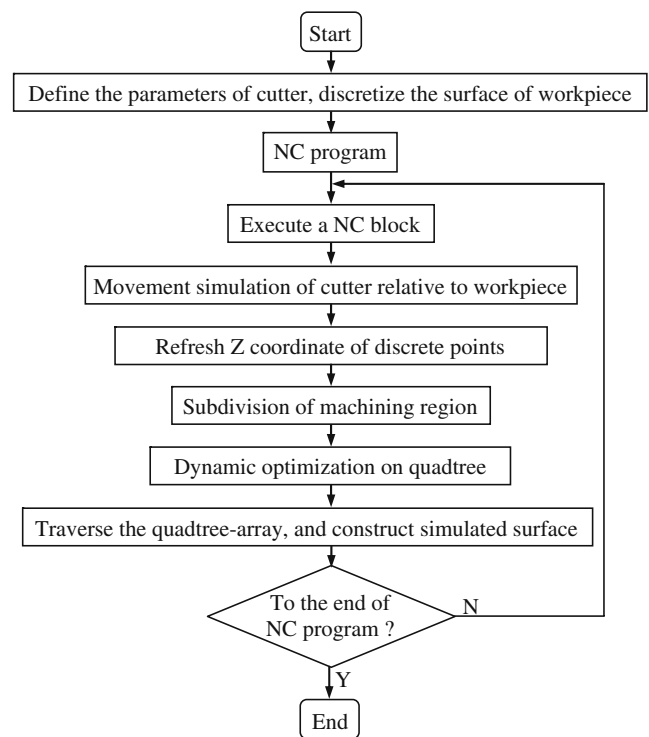 Start
Define the parameters of cutter, discretize the surface of workpiece
NC program
Execute a NC block
Movement simulation of cutter relative to workpiece
Refresh Z coordinate of discrete points
Subdivision of machining region
Dynamic optimization on quadtree
Traverse the quadtree-array, and construct simulated surface
To the end of
NC program ?
N
Y
End